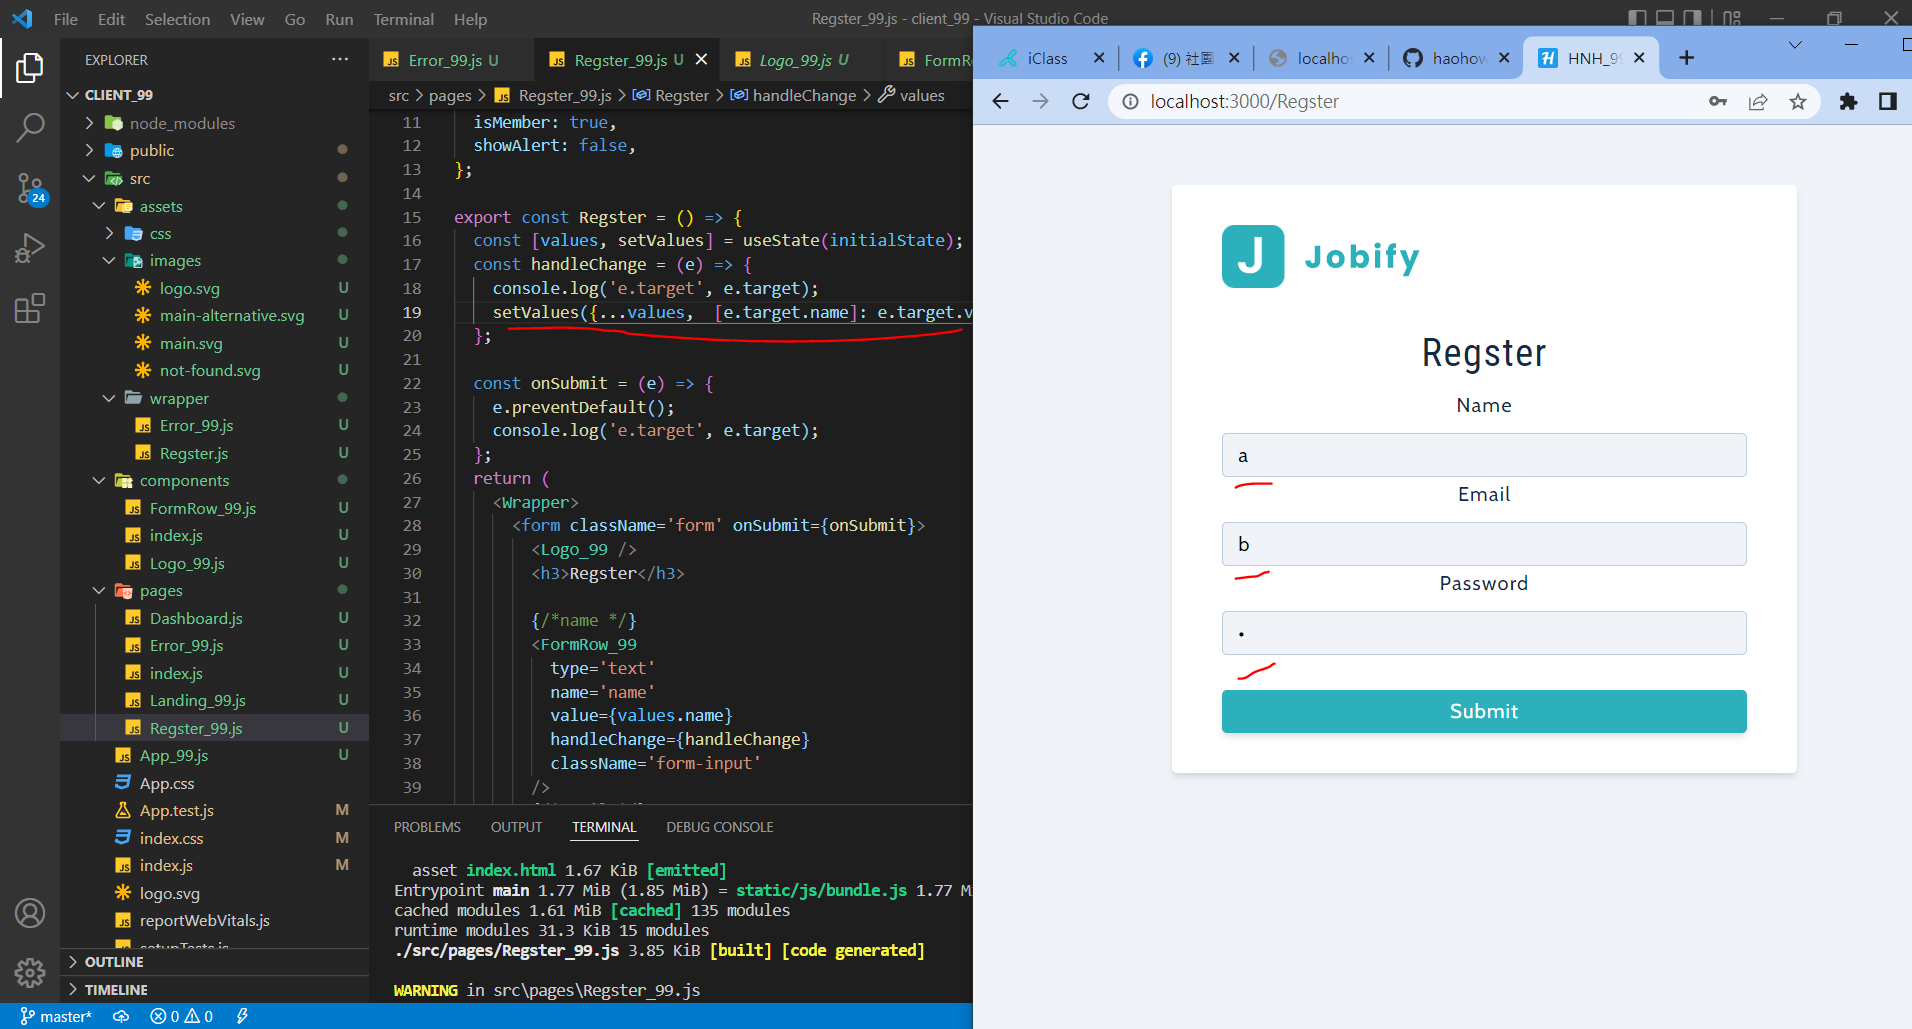 File Edit Selection View Go Run Terminal Help
Regster_99.js - client_99 - Visual Studio Code
EXPLORER
CLIENT_99
node_modules
public
src
assets
css
images
logo.svg U
main-alternative.svg U
main.svg U
not-found.svg U
wrapper
Error_99.js U
Regster.js U
components
FormRow_99.js U
index.js U
Logo_99.js U
pages
Dashboard.js U
Error_99.js U
index.js U
Landing_99.js U
Regster_99.js U
App_99.js U
App.css
App.test.js M
index.css M
index.js M
logo.svg
reportWebVitals.js
setupTests.js
OUTLINE
TIMELINE
24
master* 0 0
Error_99.js U
Regster_99.js U
Logo_99.js U
FormR
src > pages > Regster_99.js > Regster > handleChange > values
11 isMember: true,
12 showAlert: false,
13 };
14
15 export const Regster = () => {
16 const [values, setValues] = useState(initialState);
17 const handleChange = (e) => {
18 console.log('e.target', e.target);
19 setValues({...values, [e.target.name]: e.target.v
20 };
21
22 const onSubmit = (e) => {
23 e.preventDefault();
24 console.log('e.target', e.target);
25 };
26 return (
27 <Wrapper>
28 <form className='form' onSubmit={onSubmit}>
29 <Logo_99 />
30 <h3>Regster</h3>
31
32 {/*name */}
33 <FormRow_99
34 type='text'
35 name='name'
36 value={values.name}
37 handleChange={handleChange}
38 className='form-input'
39 />
PROBLEMS OUTPUT TERMINAL DEBUG CONSOLE
asset index.html 1.67 KiB [emitted]
Entrypoint main 1.77 MiB (1.85 MiB) = static/js/bundle.js 1.77 M
cached modules 1.61 MiB [cached] 135 modules
runtime modules 31.3 KiB 15 modules
./src/pages/Regster_99.js 3.85 KiB [built] [code generated]
WARNING in src\pages\Regster_99.js
iClass
(9) 社團
localhos
haohow
HNH_99
localhost:3000/Regster
J Jobify
Regster
Name
a
Email
b
Password
Submit